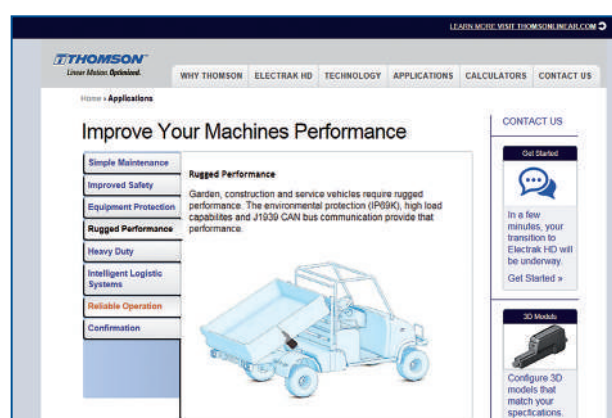 LEARN MORE VISIT THOMSONLINEAR.COM
THOMSON
Linear Motion. Optimized.
WHY THOMSON ELECTRAK HD TECHNOLOGY APPLICATIONS CALCULATORS CONTACT US
Home » Applications
Improve Your Machines Performance
Simple Maintenance
Improved Safety
Equipment Protection
Rugged Performance
Heavy Duty
Intelligent Logistic
Systems
Reliable Operation
Confirmation
Rugged Performance
Garden, construction and service vehicles require rugged
performance. The environmental protection (IP69K), high load
capabilites and J1939 CAN bus communication provide that
performance.
CONTACT US
Get Started
In a few
minutes, your
transition to
Electrak HD will
be underway.
Get Started »
3D Models
Configure 3D
models that
match your
specfications.